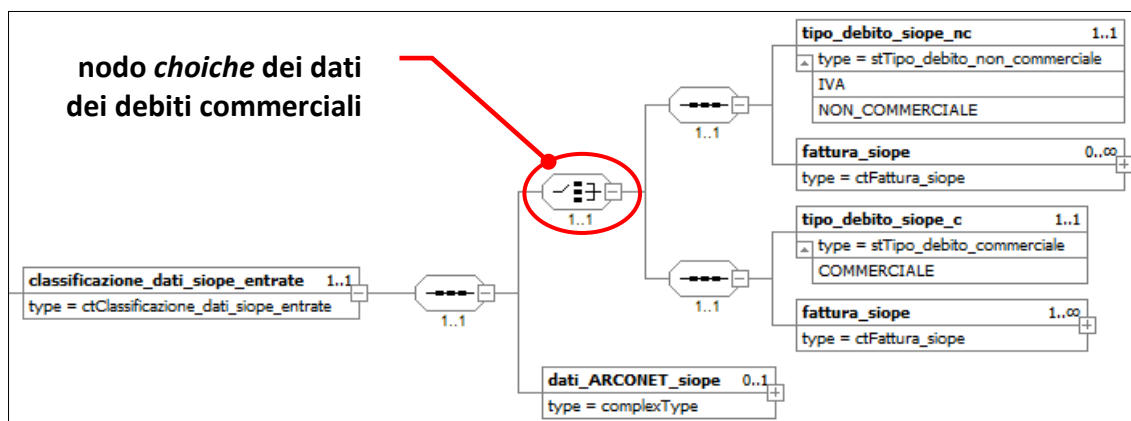 nodo choiche dei dati
dei debiti commerciali
tipo_debito_siope_nc 1..1
type = stTipo_debito_non_commerciale
IVA
NON_COMMERCIALE
1..1
fattura_siope 0..∞
type = ctFattura_siope
1..1
tipo_debito_siope_c 1..1
type = stTipo_debito_commerciale
COMMERCIALE
1..1
fattura_siope 1..∞
type = ctFattura_siope
classificazione_dati_siope_entrate 1..1
type = ctClassificazione_dati_siope_entrate
1..1
dati_ARCONET_siope 0..1
type = complexType